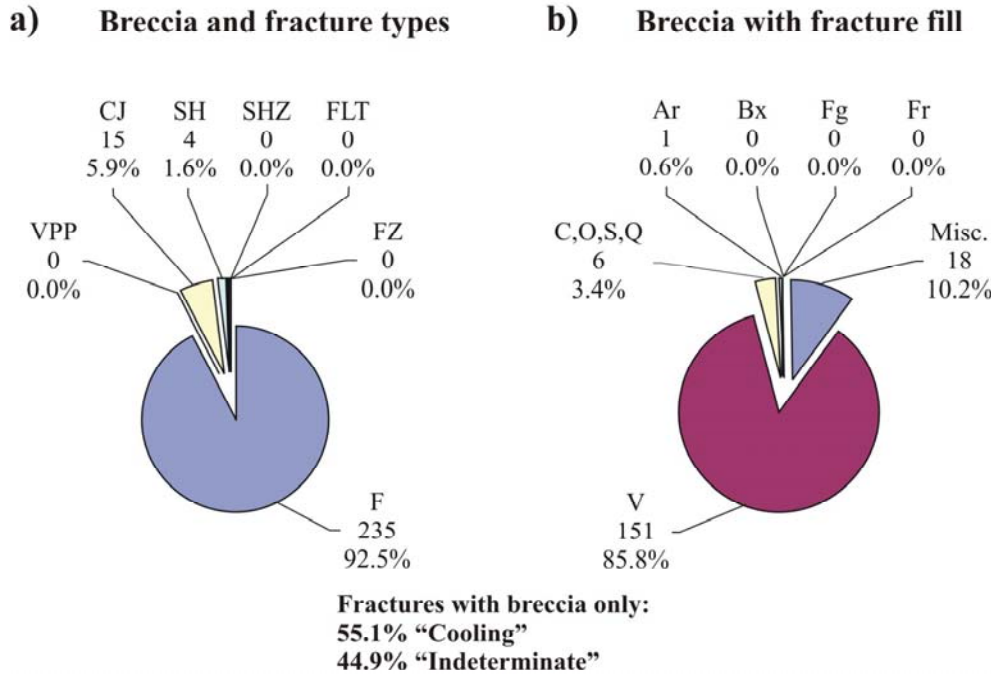 a) Breccia and fracture types
CJ
15
5.9%
SH
4
1.6%
SHZ
0
0.0%
FLT
0
0.0%
VPP
0
0.0%
FZ
0
0.0%
F
235
92.5%
b) Breccia with fracture fill
Ar
1
0.6%
Bx
0
0.0%
Fg
0
0.0%
Fr
0
0.0%
C,O,S,Q
6
3.4%
Misc.
18
10.2%
V
151
85.8%
Fractures with breccia only:
55.1% “Cooling”
44.9% “Indeterminate”